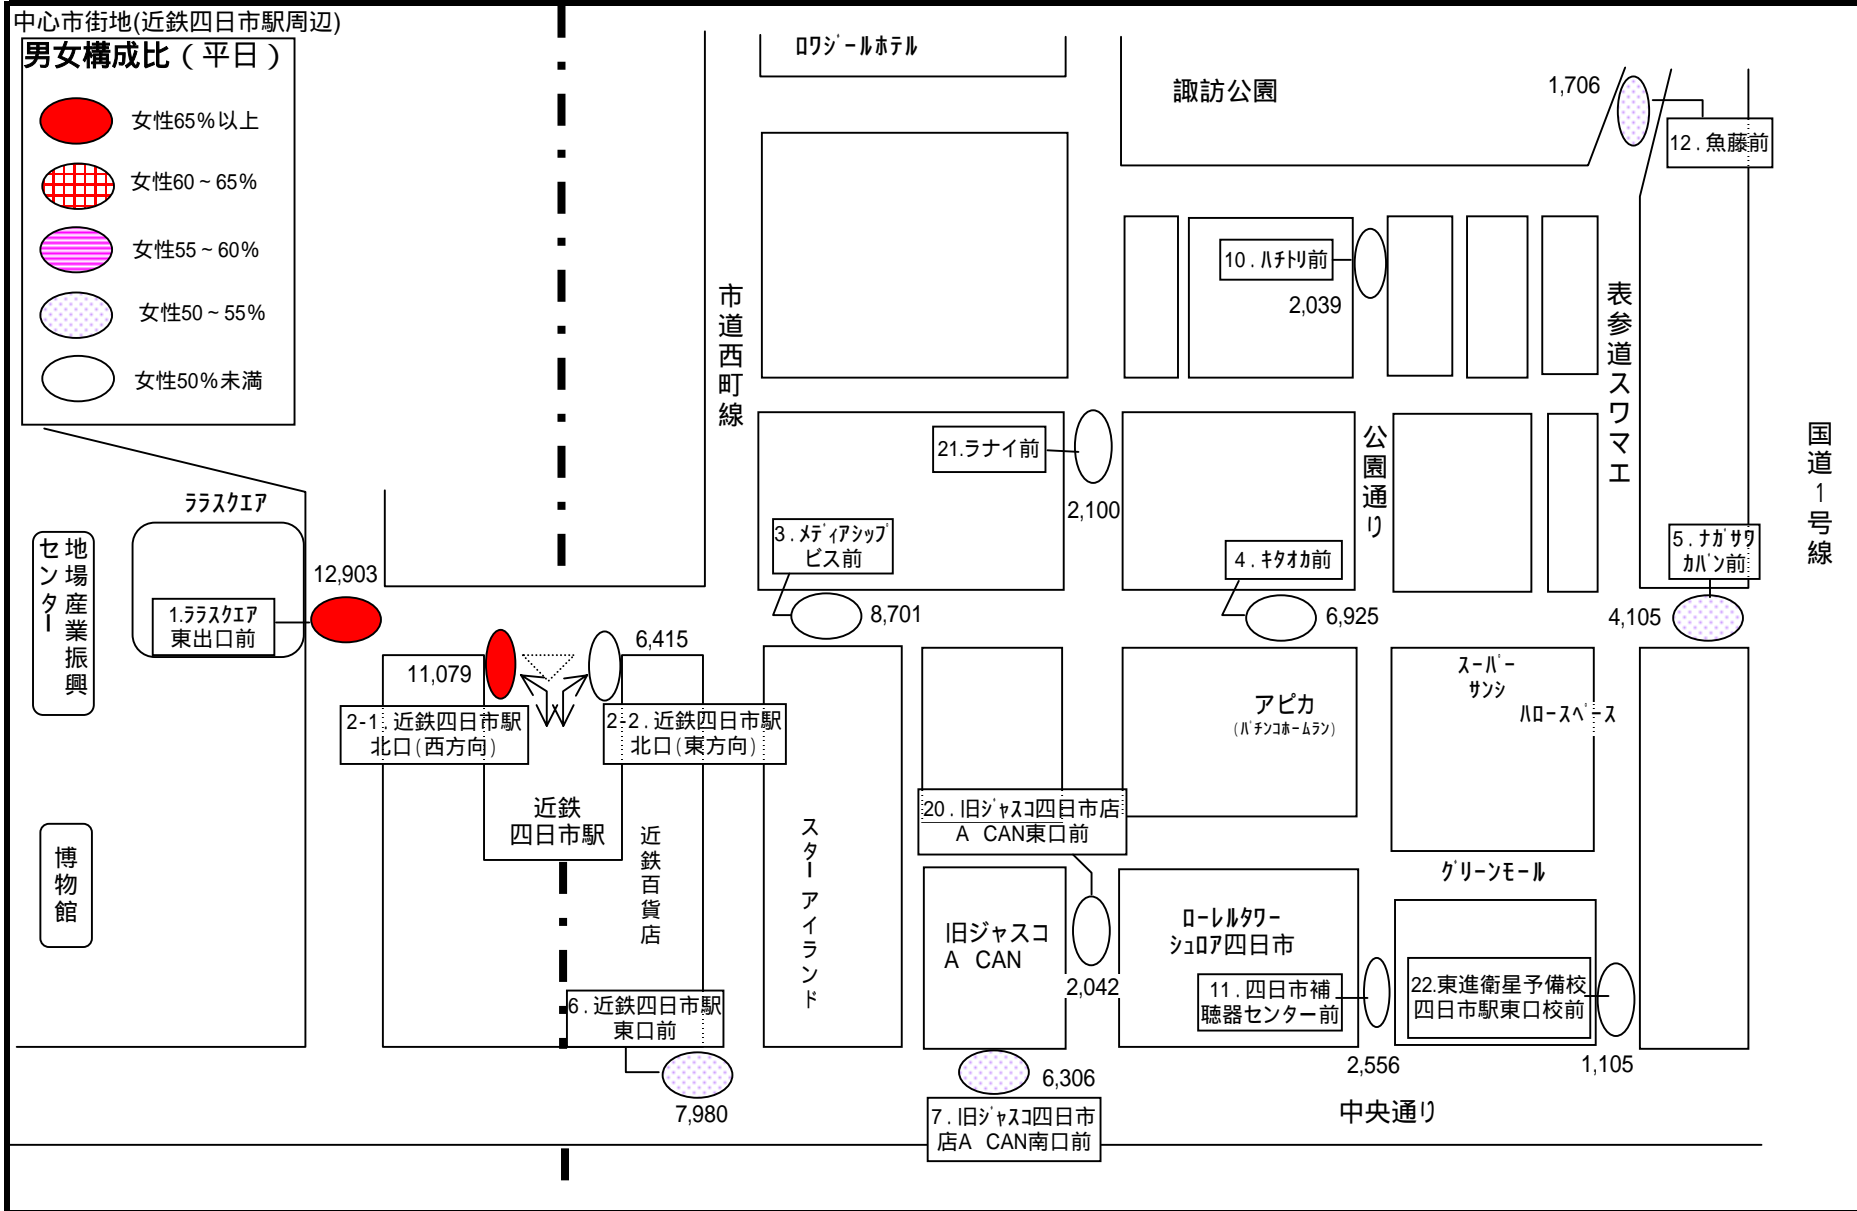 中心市街地(近鉄四日市駅周辺)
男女構成比（平日）
女性65%以上
女性60～65%
女性55～60%
女性50～55%
女性50%未満
ﾛﾜｼﾞｰﾙﾎﾃﾙ
諏訪公園
1,706
12．魚藤前
10．ﾊﾁﾄﾘ前
2,039
市道西町線
表参道スワマエ
国道1号線
公園通り
21.ラナイ前
2,100
3．ﾒﾃﾞｨｱｼｯﾌﾟ
ビス前
8,701
4．ｷﾀｵｶ前
6,925
5．ﾅｶﾞｻﾜ
ｶﾊﾞﾝ前
4,105
ﾗﾗｽｸｴｱ
地場産業振興
センター
12,903
1.ﾗﾗｽｸｴｱ
東出口前
11,079
6,415
2-1．近鉄四日市駅
北口(西方向)
2-2．近鉄四日市駅
北口(東方向)
近鉄
四日市駅
近鉄百貨店
スターアイランド
アピカ
(ﾊﾟﾁﾝｺﾎｰﾑﾗﾝ)
ｽｰﾊﾟｰ
ｻﾝｼ
ﾊﾛｰｽﾍﾟｰｽ
20．旧ｼﾞｬｽｺ四日市店
A CAN東口前
博物館
ｸﾞﾘｰﾝﾓｰﾙ
旧ジャスコ
A CAN
2,042
ﾛｰﾚﾙﾀﾜｰ
ｼｭﾛｱ四日市
11．四日市補
聴器センター前
2,556
22.東進衛星予備校
四日市駅東口校前
1,105
6．近鉄四日市駅
東口前
7,980
6,306
7．旧ｼﾞｬｽｺ四日市
店A CAN南口前
中央通り